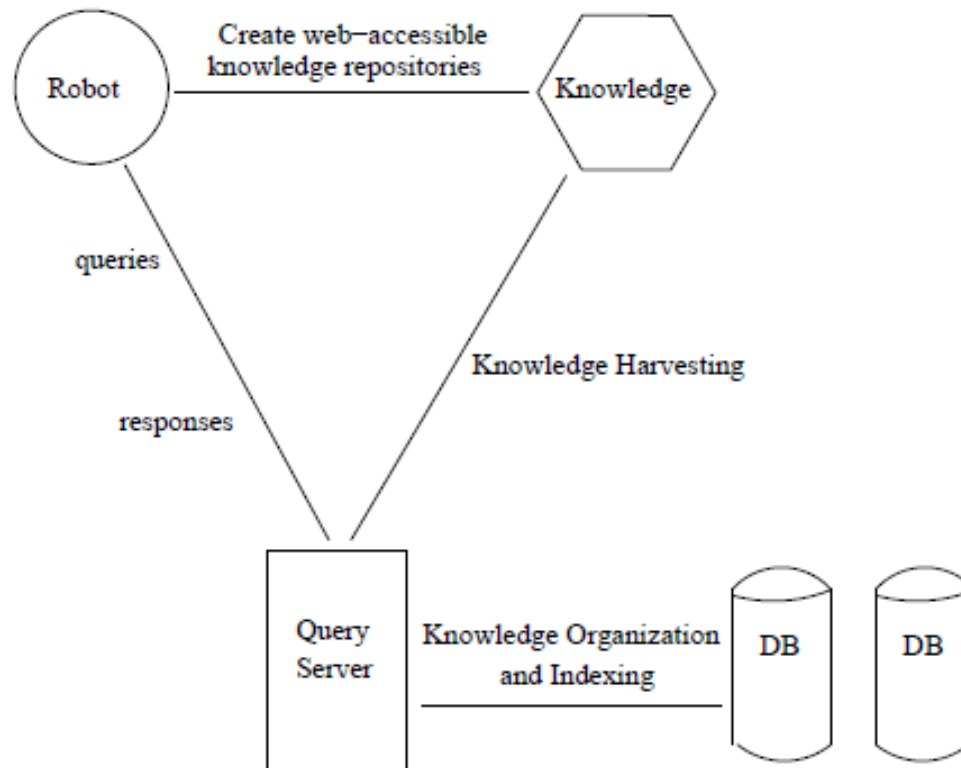 Create web-accessible
knowledge repositories
Robot
Knowledge
queries
Knowledge Harvesting
responses
Query
Server
Knowledge Organization
and Indexing
DB
DB